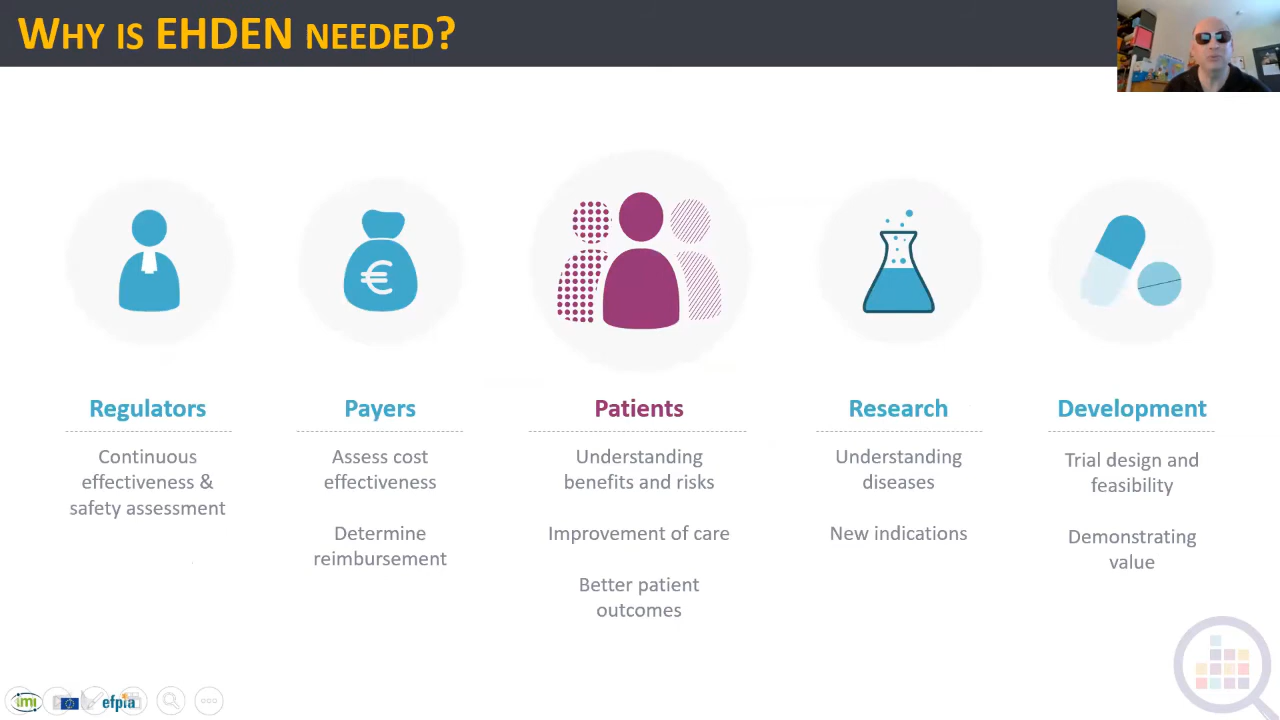 WHY IS EHDEN NEEDED?
€
Regulators
Continuous
effectiveness &
safety assessment
Payers
Assess cost
effectiveness
Determine
reimbursement
Patients
Understanding
benefits and risks
Improvement of care
Better patient
outcomes
Research
Understanding
diseases
New indications
Development
Trial design and
feasibility
Demonstrating
value
imi
efpia